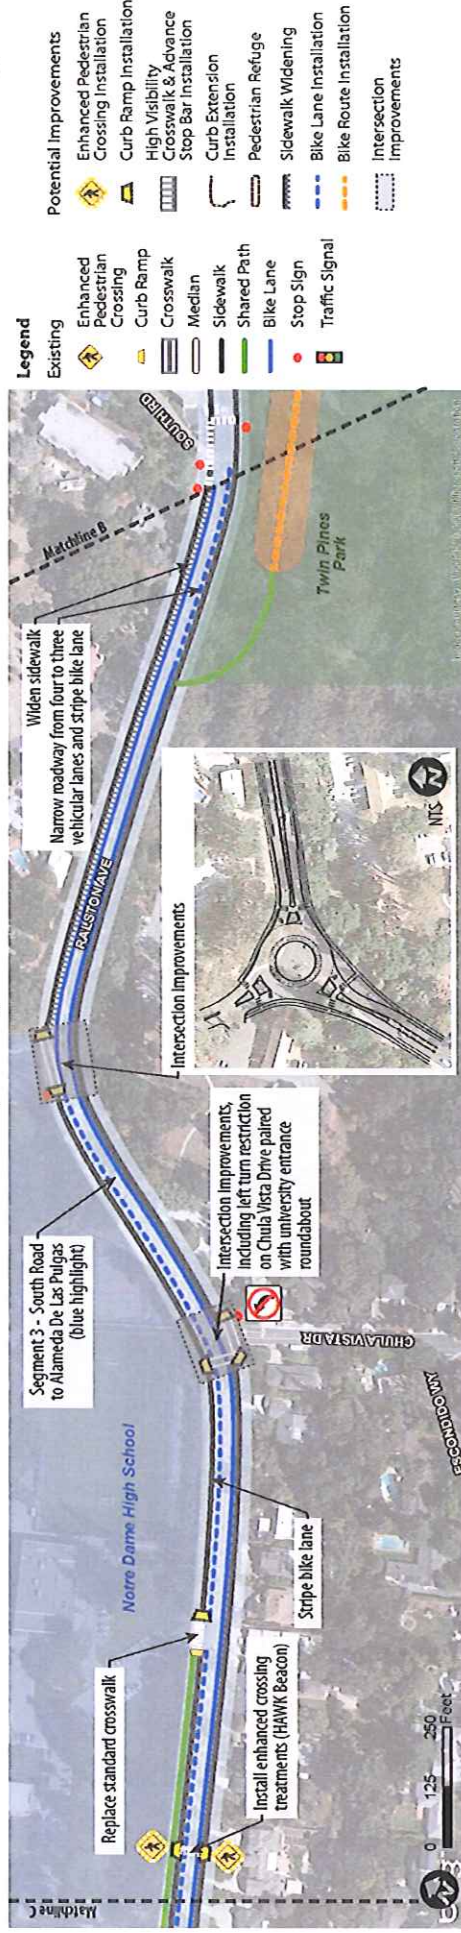 Legend
Existing
Enhanced
Pedestrian
Crossing
Curb Ramp
Crosswalk
Median
Sidewalk
Shared Path
Bike Lane
Stop Sign
Traffic Signal
Potential Improvements
Enhanced Pedestrian
Crossing Installation
Curb Ramp Installation
High Visibility
Crosswalk & Advance
Stop Bar Installation
Curb Extension
Installation
Pedestrian Refuge
Sidewalk Widening
Bike Lane Installation
Bike Route Installation
Intersection
Improvements
Matchline C
Replace standard crosswalk
Install enhanced crossing
treatments (HAWK Beacon)
Notre Dame High School
Stripe bike lane
Segment 3 - South Road
to Alameda De Las Pulgas
(blue highlight)
Intersection Improvements,
including left turn restriction
on Chula Vista Drive paired
with university entrance
roundabout
CHULA VISTA DR
ESCONDIDO WY
Intersection Improvements
RALSTON AVE
Widen sidewalk
Narrow roadway from four to three
vehicular lanes and stripe bike lane
Matchline B
SOUTH RD
Twin Pines
Park
NTS
N
N
0 125 250
Feet